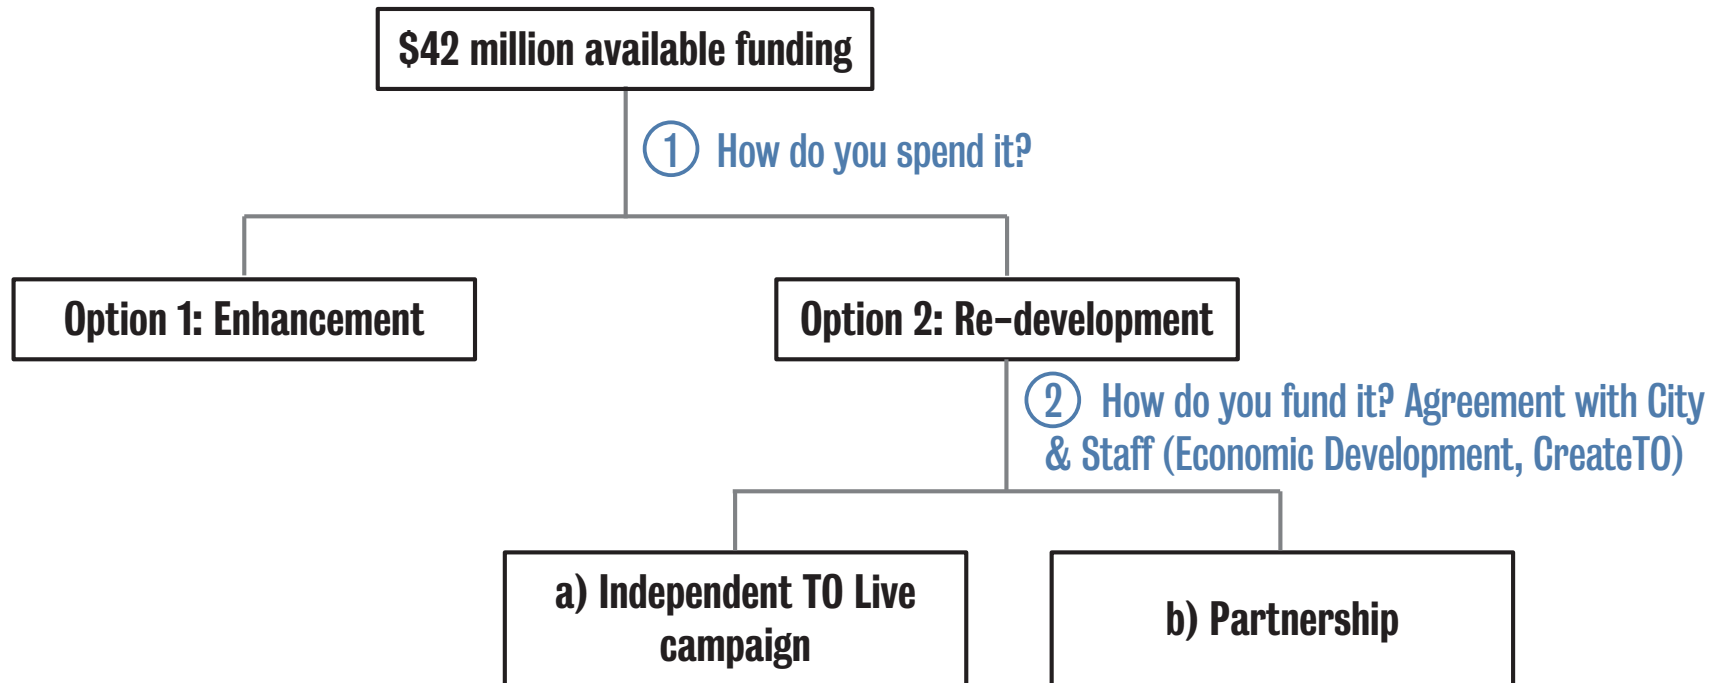 $42 million available funding
1 How do you spend it?
Option 1: Enhancement
Option 2: Re-development
2 How do you fund it? Agreement with City
& Staff (Economic Development, CreateTO)
a) Independent TO Live
campaign
b) Partnership